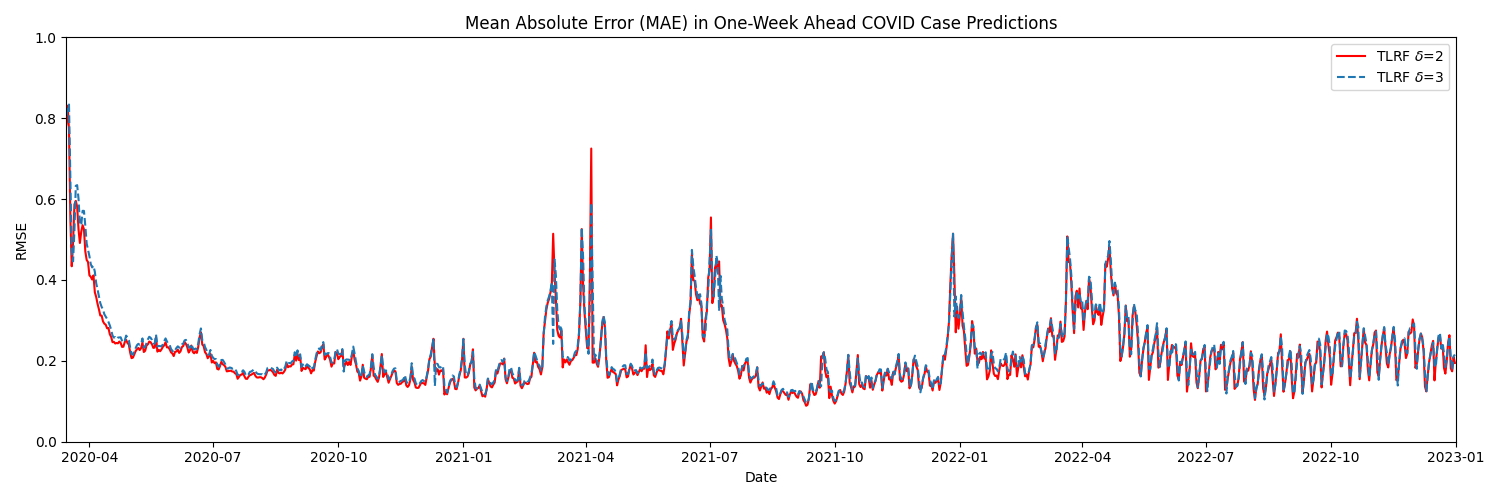 Mean Absolute Error (MAE) in One-Week Ahead COVID Case Predictions
1.0
0.8
0.6
0.4
0.2
0.0
RMSE
TLRF δ=2
TLRF δ=3
2020-04 2020-07 2020-10 2021-01 2021-04 2021-07 2021-10 2022-01 2022-04 2022-07 2022-10 2023-01
Date